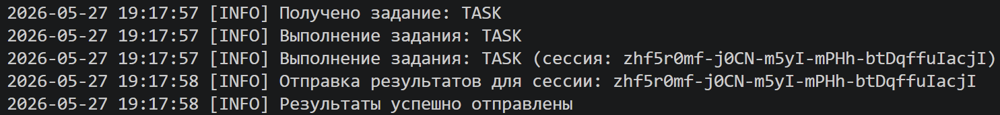 2026-05-27 19:17:57 [INFO] Получено задание: TASK
2026-05-27 19:17:57 [INFO] Выполнение задания: TASK
2026-05-27 19:17:57 [INFO] Выполнение задания: TASK (сессия: zhf5r0mf-j0CN-m5yI-mPHh-btDqffuIacjI)
2026-05-27 19:17:58 [INFO] Отправка результатов для сессии: zhf5r0mf-j0CN-m5yI-mPHh-btDqffuIacjI
2026-05-27 19:17:58 [INFO] Результаты успешно отправлены